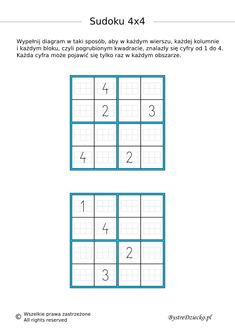 Sudoku 4x4
Wypełnij diagram w taki sposób, aby w każdym wierszu, każdej kolumnie
i każdym bloku, czyli pogrubionym kwadracie, znalazły się cyfry od 1 do 4.
Każda cyfra może pojawić się tylko raz w każdym obszarze.
4
2 3
4 2
1 4
2
3
© Wszelkie prawa zastrzeżone
All rights reserved
BystreDziecko.pl